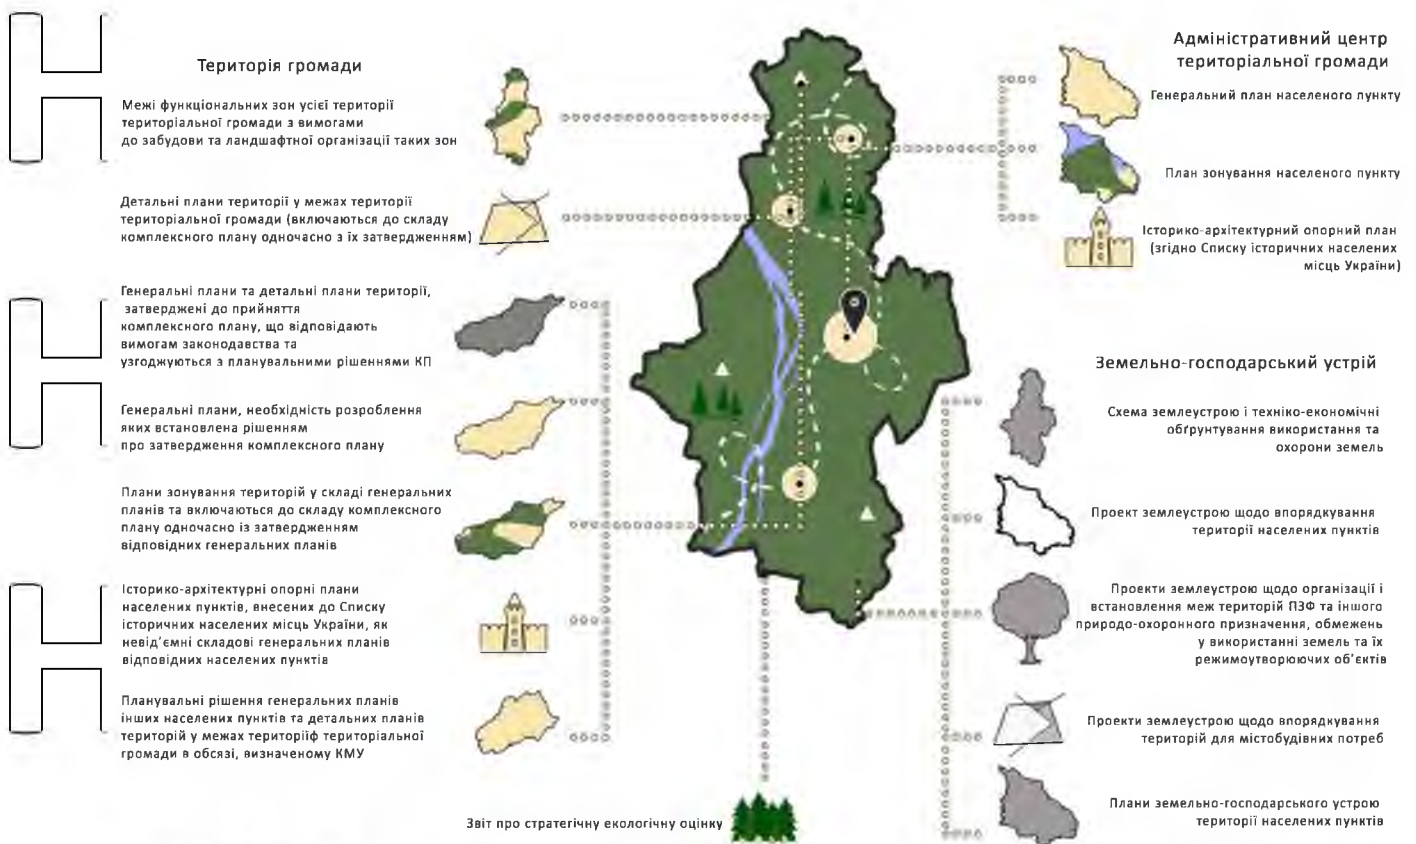 Територія громади
Межі функціональних зон усієї території
територіальної громади з вимогами
до забудови та ландшафтної організації таких зон
Детальні плани території у межах території
територіальної громади (включаються до складу
комплексного плану одночасно з їх затвердженням)
Генеральні плани та детальні плани території,
затверджені до прийняття
комплексного плану, що відповідають
вимогам законодавства та
узгоджуються з планувальними рішеннями КП
Генеральні плани, необхідність розроблення
яких встановлена рішенням
про затвердження комплексного плану
Плани зонування територій у складі генеральних
планів та включаються до складу комплексного
плану одночасно із затвердженням
відповідних генеральних планів
Історико-архітектурні опорні плани
населених пунктів, внесених до Списку
історичних населених місць України, як
невід’ємні складові генеральних планів
відповідних населених пунктів
Планувальні рішення генеральних планів
інших населених пунктів та детальних планів
територій у межах територіїф територіальної
громади в обсязі, визначеному КМУ
Звіт про стратегічну екологічну оцінку
Адміністративний центр
територіальної громади
Генеральний план населеного пункту
План зонування населеного пункту
Історико-архітектурний опорний план
(згідно Списку історичних населених
місць України)
Земельно-господарський устрій
Схема землеустрою і техніко-економічні
обґрунтування використання та
охорони земель
Проект землеустрою щодо впорядкування
території населених пунктів
Проекти землеустрою щодо організації і
встановлення меж територій ПЗФ та іншого
природо-охоронного призначення, обмежень
у використанні земель та їх
режимоутворюючих об’єктів
Проекти землеустрою щодо впорядкування
територій для містобудівних потреб
Плани земельно-господарського устрою
території населених пунктів